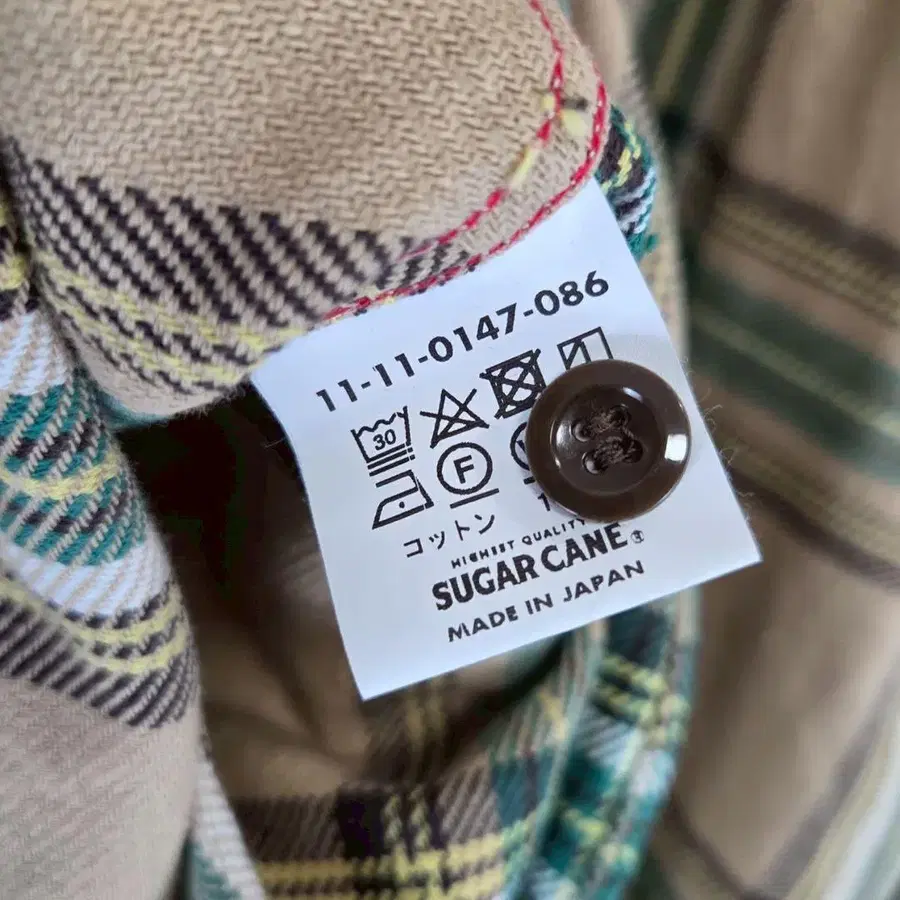 11-11-0147-086
30
F
コットン
HIGHEST QUALITY
SUGAR CANE
MADE IN JAPAN